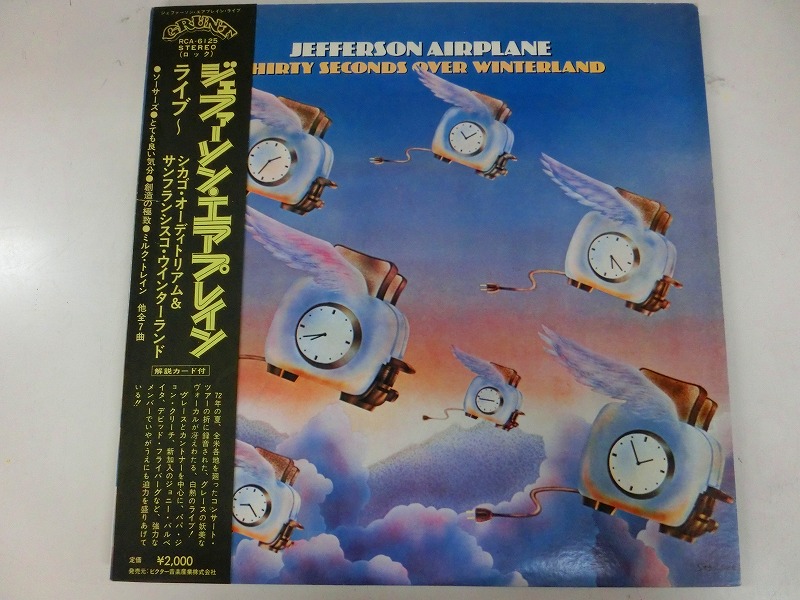 ジェファーソン・エアプレイン・ライブ
GRUNT
RCA-6125
STEREO
(ロック)
ジェファーソン・エアプレイン
ライブ〜
シカゴ・オーディトリアム&
サンフランシスコ・ウインターランド
●ソーサーズ●とても良い気分●創造の極致●ミルク・トレイン 他全7曲
解説カード付
'72年の夏、全米各地を廻ったコンサート・
ツアーの折に録音された、グレースの妖美な
ヴォーカルが冴えわたる、白熱のライブ!
グレースとカントナーを中心に、パパ・ジ
ョン・クリーチ、新加入のジョニー・バルベ
イタ、デビッド・フライバーグなど、強力な
メンバーでいやがうえにも迫力を盛りあげて
いる!!
定価 ¥2,000
発売元:ビクター音楽産業株式会社
JEFFERSON AIRPLANE
HIRTY SECONDS OVER WINTERLAND